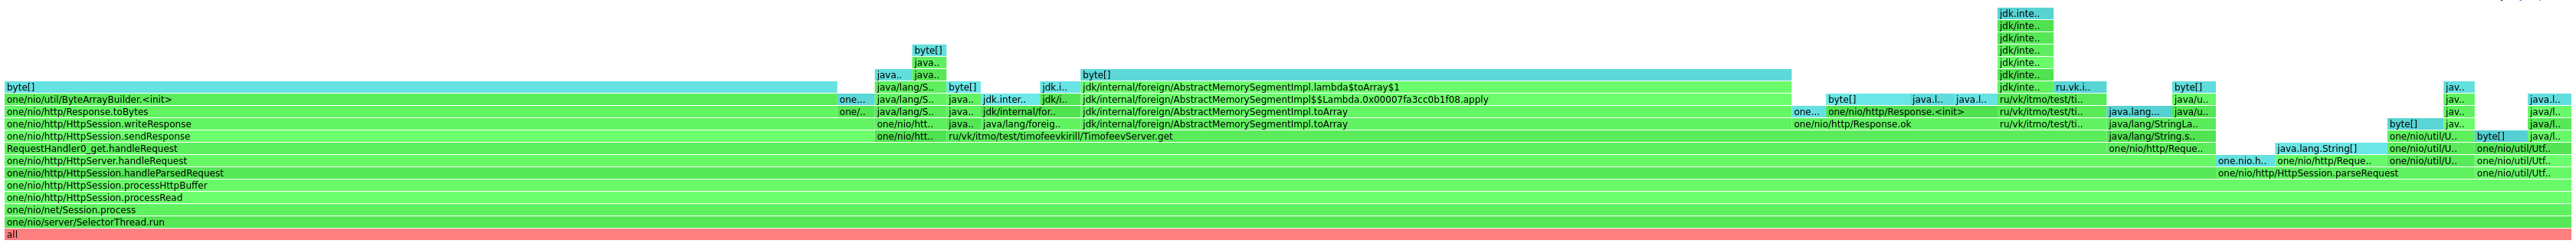 jdk.inte..
jdk/inte..
jdk/inte..
byte[] jdk/inte..
java.. jdk/inte..
java.. java.. byte[] jdk/inte..
byte[] java/lang/S.. byte[] jdk.i.. jdk/internal/foreign/AbstractMemorySegmentImpl.lambda$toArray$1 jdk/inte.. ru.vk.i.. byte[] jav..
one/nio/util/ByteArrayBuilder.<init> one... java/lang/S.. java.. jdk.inter.. jdk/i.. jdk/internal/foreign/AbstractMemorySegmentImpl$$Lambda.0x00007fa3cc0b1f08.apply byte[] java.l.. java.l.. ru/vk/itmo/test/ti.. java/u.. jav.. java.l..
one/nio/http/Response.toBytes one/.. java/lang/S.. java.. jdk/internal/for.. jdk/internal/foreign/AbstractMemorySegmentImpl.toArray one... one/nio/http/Response.<init> ru/vk/itmo/test/ti.. java.lang... java/u.. jav.. java/l..
one/nio/http/HttpSession.writeResponse one/nio/htt.. java.. java/lang/foreig.. jdk/internal/foreign/AbstractMemorySegmentImpl.toArray one/nio/http/Response.ok ru/vk/itmo/test/ti.. java/lang/StringLa.. byte[] jav.. java/l..
one/nio/http/HttpSession.sendResponse one/nio/htt.. ru/vk/itmo/test/timofeevkirill/TimofeevServer.get java/lang/String.s.. one/nio/util/U.. byte[] java/l..
RequestHandler0_get.handleRequest one/nio/http/Reque.. java.lang.String[] one/nio/util/U.. one/nio/util/Utf..
one/nio/http/HttpServer.handleRequest one.nio.h.. one/nio/http/Reque.. one/nio/util/U.. one/nio/util/Utf..
one/nio/http/HttpSession.handleParsedRequest one/nio/http/HttpSession.parseRequest one/nio/util/Utf..
one/nio/http/HttpSession.processHttpBuffer
one/nio/http/HttpSession.processRead
one/nio/net/Session.process
one/nio/server/SelectorThread.run
all